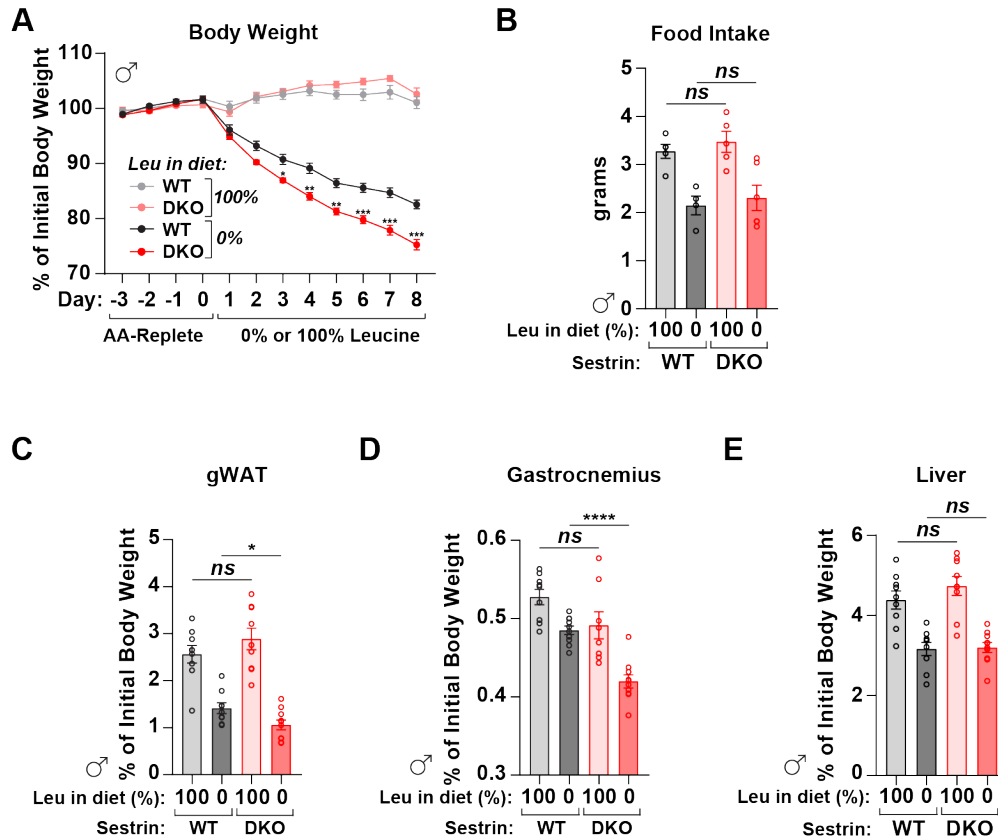 A
Body Weight
110
100
90
80
70
% of Initial Body Weight
♂
Leu in diet:
WT
DKO
100%
WT
DKO
0%
* ** ** *** *** ***
Day: -3 -2 -1 0 1 2 3 4 5 6 7 8
AA-Replete 0% or 100% Leucine
B
Food Intake
5
4
3
2
1
0
grams
ns
ns
♂
Leu in diet (%): 100 0 100 0
Sestrin: WT DKO
C
gWAT
5
4
3
2
1
0
% of Initial Body Weight
*
ns
♂
Leu in diet (%): 100 0 100 0
Sestrin: WT DKO
D
Gastrocnemius
0.6
0.5
0.4
0.3
% of Initial Body Weight
****
ns
♂
Leu in diet (%): 100 0 100 0
Sestrin: WT DKO
E
Liver
6
4
2
0
% of Initial Body Weight
ns
ns
♂
Leu in diet (%): 100 0 100 0
Sestrin: WT DKO